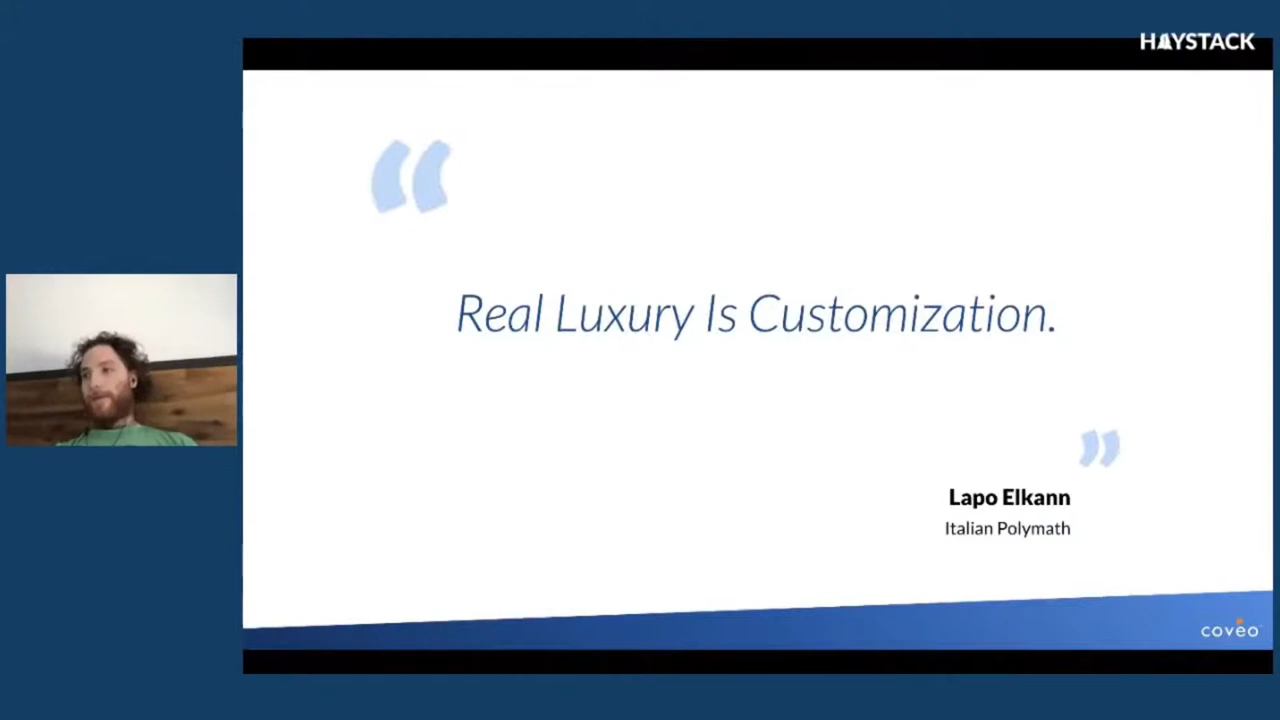 HAYSTACK
“
Real Luxury Is Customization.
”
Lapo Elkann
Italian Polymath
coveo